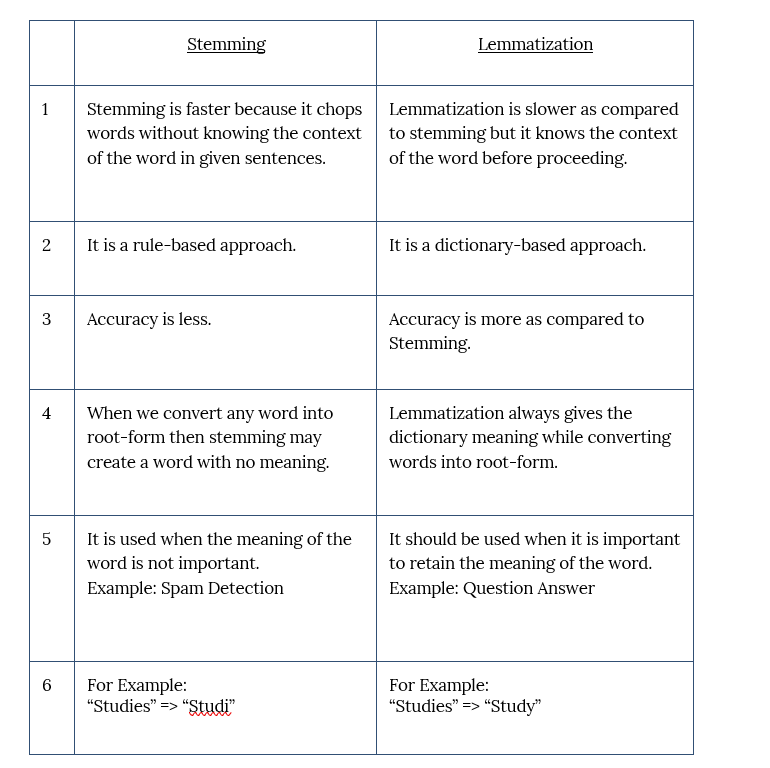 Stemming
Lemmatization
1
Stemming is faster because it chops
words without knowing the context
of the word in given sentences.
Lemmatization is slower as compared
to stemming but it knows the context
of the word before proceeding.
2
It is a rule-based approach.
It is a dictionary-based approach.
3
Accuracy is less.
Accuracy is more as compared to
Stemming.
4
When we convert any word into
root-form then stemming may
create a word with no meaning.
Lemmatization always gives the
dictionary meaning while converting
words into root-form.
5
It is used when the meaning of the
word is not important.
Example: Spam Detection
It should be used when it is important
to retain the meaning of the word.
Example: Question Answer
6
For Example:
“Studies” => “Studi”
For Example:
“Studies” => “Study”